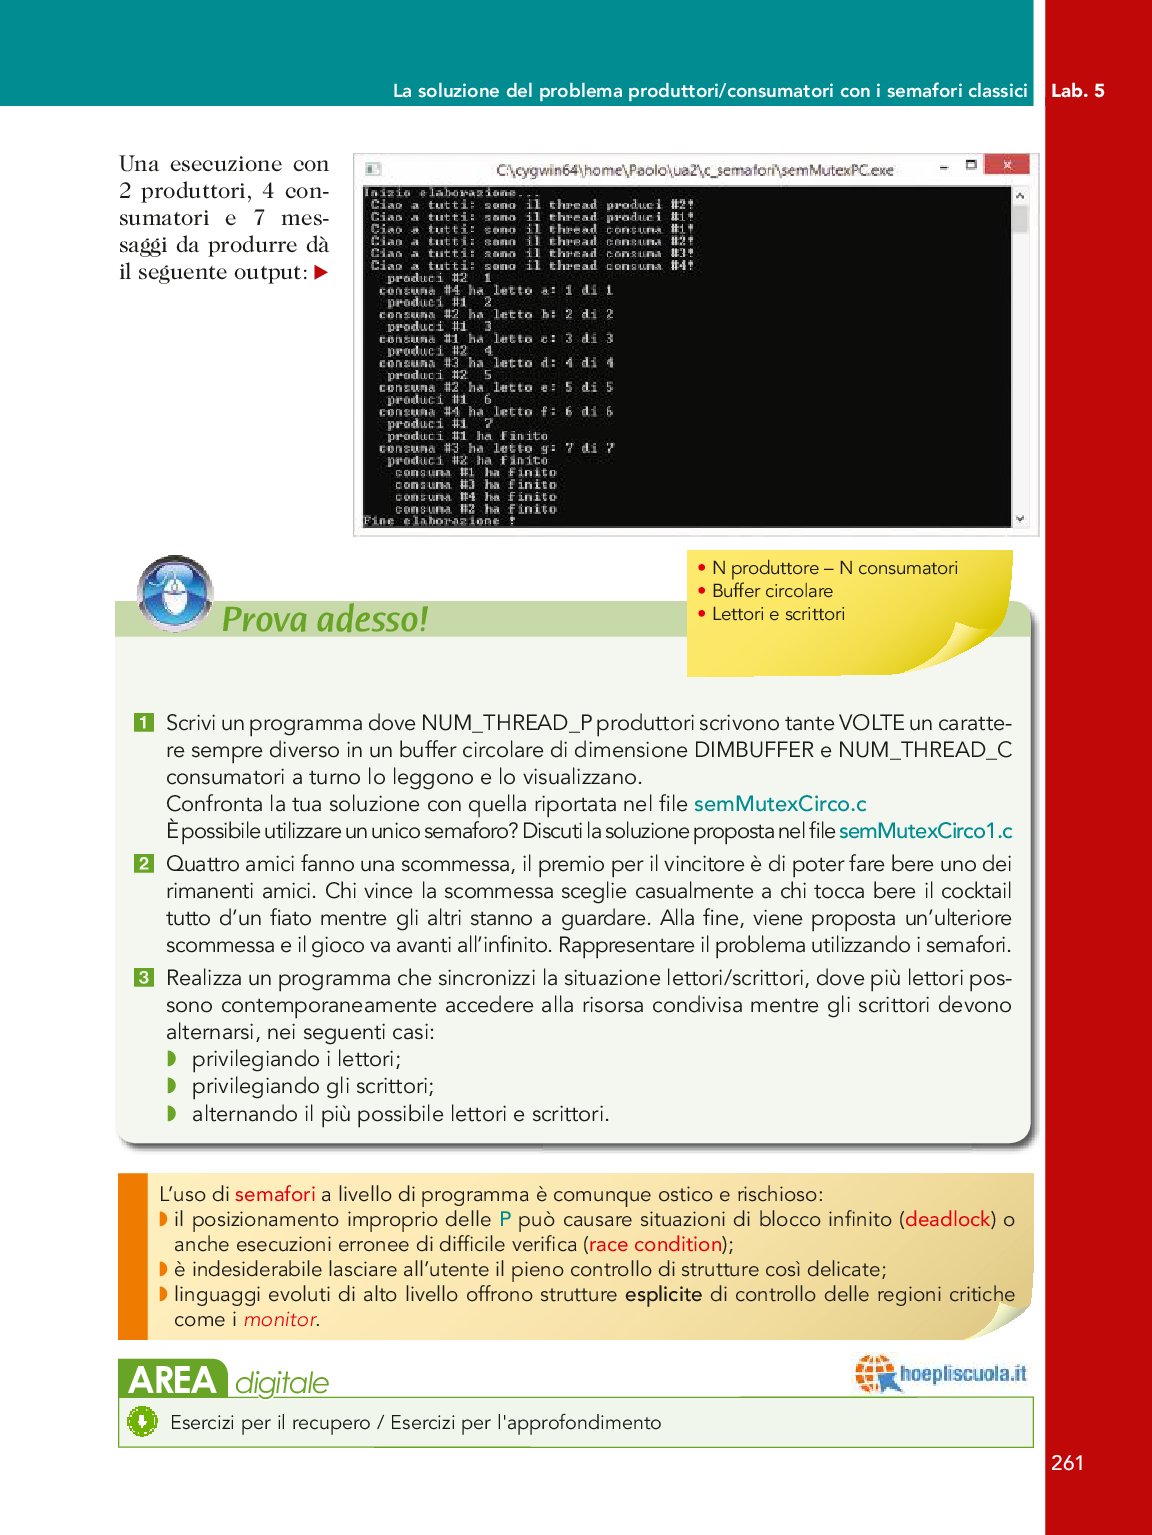 La soluzione del problema produttori/consumatori con i semafori classici Lab. 5
Una esecuzione con
2 produttori, 4 con-
sumatori e 7 mes-
saggi da produrre dà
il seguente output:
C:\cygwin64\home\Paolo\ua2\c_semafori\semMutexPC.exe
Inizio elaborazione...
Ciao a tutti: sono il thread produci #2!
Ciao a tutti: sono il thread produci #1!
Ciao a tutti: sono il thread consuma #1!
Ciao a tutti: sono il thread consuma #2!
Ciao a tutti: sono il thread consuma #3!
Ciao a tutti: sono il thread consuma #4!
produci #2 1
consuma #4 ha letto a: 1 di 1
produci #1 2
consuma #2 ha letto b: 2 di 2
produci #1 3
consuma #1 ha letto c: 3 di 3
produci #2 4
consuma #3 ha letto d: 4 di 4
produci #2 5
consuma #2 ha letto e: 5 di 5
produci #1 6
consuma #4 ha letto f: 6 di 6
produci #1 7
produci #1 ha finito
consuma #3 ha letto g: 7 di 7
produci #2 ha finito
consuma #1 ha finito
consuma #3 ha finito
consuma #4 ha finito
consuma #2 ha finito
Fine elaborazione !
Prova adesso!
• N produttore – N consumatori
• Buffer circolare
• Lettori e scrittori
1 Scrivi un programma dove NUM_THREAD_P produttori scrivono tante VOLTE un caratte-
re sempre diverso in un buffer circolare di dimensione DIMBUFFER e NUM_THREAD_C
consumatori a turno lo leggono e lo visualizzano.
Confronta la tua soluzione con quella riportata nel file semMutexCirco.c
È possibile utilizzare un unico semaforo? Discuti la soluzione proposta nel file semMutexCirco1.c
2 Quattro amici fanno una scommessa, il premio per il vincitore è di poter fare bere uno dei
rimanenti amici. Chi vince la scommessa sceglie casualmente a chi tocca bere il cocktail
tutto d'un fiato mentre gli altri stanno a guardare. Alla fine, viene proposta un'ulteriore
scommessa e il gioco va avanti all'infinito. Rappresentare il problema utilizzando i semafori.
3 Realizza un programma che sincronizzi la situazione lettori/scrittori, dove più lettori pos-
sono contemporaneamente accedere alla risorsa condivisa mentre gli scrittori devono
alternarsi, nei seguenti casi:
privilegiando i lettori;
privilegiando gli scrittori;
alternando il più possibile lettori e scrittori.
L'uso di semafori a livello di programma è comunque ostico e rischioso:
il posizionamento improprio delle P può causare situazioni di blocco infinito (deadlock) o
anche esecuzioni erronee di difficile verifica (race condition);
è indesiderabile lasciare all'utente il pieno controllo di strutture così delicate;
linguaggi evoluti di alto livello offrono strutture esplicite di controllo delle regioni critiche
come i monitor.
AREA digitale
hoepliscuola.it
Esercizi per il recupero / Esercizi per l'approfondimento
261